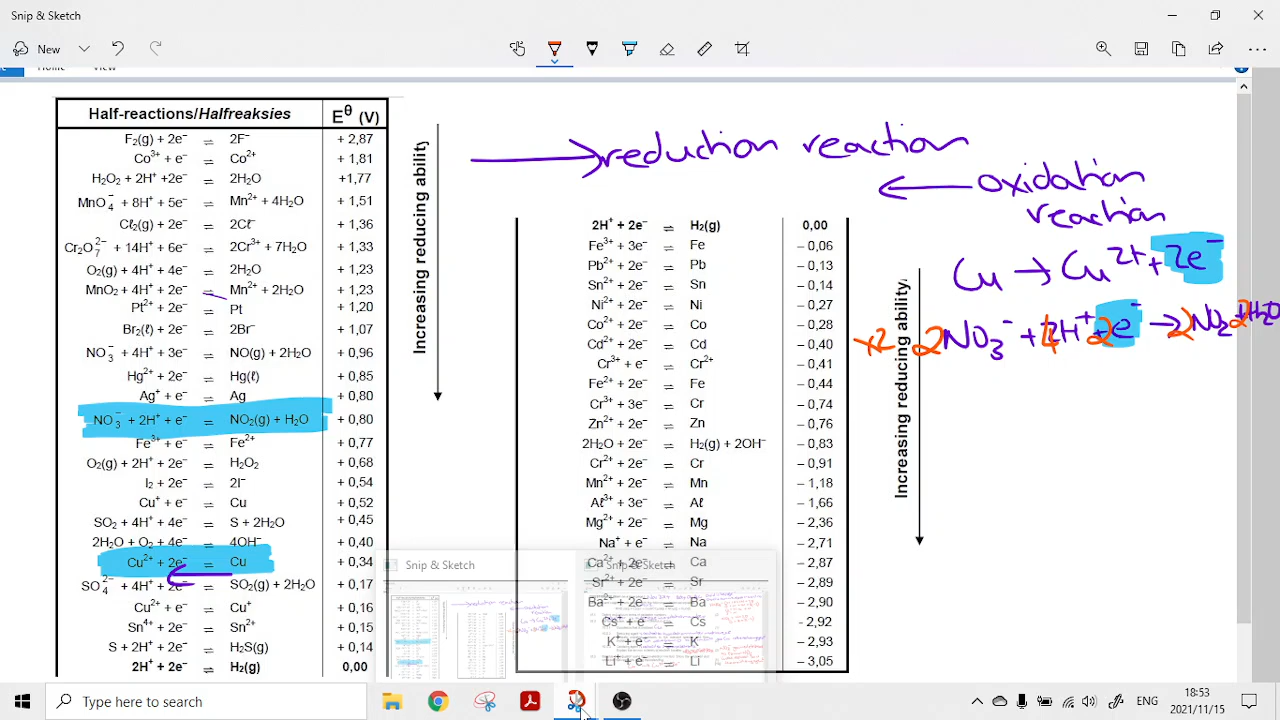 Snip & Sketch
New
Home
View
Half-reactions/Halfreaksies Eᶿ (V)
F₂(g) + 2e⁻ ⇌ 2F⁻ + 2,87
Co³⁺ + e⁻ ⇌ Co²⁺ + 1,81
H₂O₂ + 2H⁺ +2e⁻ ⇌ 2H₂O +1,77
MnO₄⁻ + 8H⁺ + 5e⁻ ⇌ Mn²⁺ + 4H₂O + 1,51
Cℓ₂(g) + 2e⁻ ⇌ 2Cℓ⁻ + 1,36
Cr₂O₇²⁻ + 14H⁺ + 6e⁻ ⇌ 2Cr³⁺ + 7H₂O + 1,33
O₂(g) + 4H⁺ + 4e⁻ ⇌ 2H₂O + 1,23
MnO₂ + 4H⁺ + 2e⁻ ⇌ Mn²⁺ + 2H₂O + 1,23
Pt²⁺ + 2e⁻ ⇌ Pt + 1,20
Br₂(ℓ) + 2e⁻ ⇌ 2Br⁻ + 1,07
NO₃⁻ + 4H⁺ + 3e⁻ ⇌ NO(g) + 2H₂O + 0,96
Hg²⁺ + 2e⁻ ⇌ Hg(ℓ) + 0,85
Ag⁺ + e⁻ ⇌ Ag + 0,80
NO₃⁻ + 2H⁺ + e⁻ ⇌ NO₂(g) + H₂O + 0,80
Fe³⁺ + e⁻ ⇌ Fe²⁺ + 0,77
O₂(g) + 2H⁺ + 2e⁻ ⇌ H₂O₂ + 0,68
I₂ + 2e⁻ ⇌ 2I⁻ + 0,54
Cu⁺ + e⁻ ⇌ Cu + 0,52
SO₂ + 4H⁺ + 4e⁻ ⇌ S + 2H₂O + 0,45
2H₂O + O₂ + 4e⁻ ⇌ 4OH⁻ + 0,40
Cu²⁺ + 2e⁻ ⇌ Cu + 0,34
SO₄²⁻ + 4H⁺ + 2e⁻ ⇌ SO₂(g) + 2H₂O + 0,17
Cu²⁺ + e⁻ ⇌ Cu⁺ + 0,16
Sn⁴⁺ + 2e⁻ ⇌ Sn²⁺ + 0,15
S + 2H⁺ + 2e⁻ ⇌ H₂S(g) + 0,14
2H⁺ + 2e⁻ ⇌ H₂(g) 0,00
Increasing reducing ability
2H⁺ + 2e⁻ ⇌ H₂(g) 0,00
Fe³⁺ + 3e⁻ ⇌ Fe – 0,06
Pb²⁺ + 2e⁻ ⇌ Pb – 0,13
Sn²⁺ + 2e⁻ ⇌ Sn – 0,14
Ni²⁺ + 2e⁻ ⇌ Ni – 0,27
Co²⁺ + 2e⁻ ⇌ Co – 0,28
Cd²⁺ + 2e⁻ ⇌ Cd – 0,40
Cr³⁺ + e⁻ ⇌ Cr²⁺ – 0,41
Fe²⁺ + 2e⁻ ⇌ Fe – 0,44
Cr³⁺ + 3e⁻ ⇌ Cr – 0,74
Zn²⁺ + 2e⁻ ⇌ Zn – 0,76
2H₂O + 2e⁻ ⇌ H₂(g) + 2OH⁻ – 0,83
Cr²⁺ + 2e⁻ ⇌ Cr – 0,91
Mn²⁺ + 2e⁻ ⇌ Mn – 1,18
Aℓ³⁺ + 3e⁻ ⇌ Aℓ – 1,66
Mg²⁺ + 2e⁻ ⇌ Mg – 2,36
Na⁺ + e⁻ ⇌ Na – 2,71
Ca²⁺ + 2e⁻ ⇌ Ca – 2,87
Sr²⁺ + 2e⁻ ⇌ Sr – 2,89
Ba²⁺ + 2e⁻ ⇌ Ba – 2,90
Cs⁺ + e⁻ ⇌ Cs
K⁺ + e⁻ ⇌ K – 2,93
Li⁺ + e⁻ ⇌ Li – 3,05
Increasing reducing ability
→ reduction reaction
← oxidation
reaction
Cu → Cu²⁺ + 2e⁻
×2 2NO₃⁻ + 4H⁺ + 2e⁻ → 2NO₂ + 2H₂O
Snip & Sketch
Snip & Sketch
Type here to search
ENG
18:53
2021/11/15